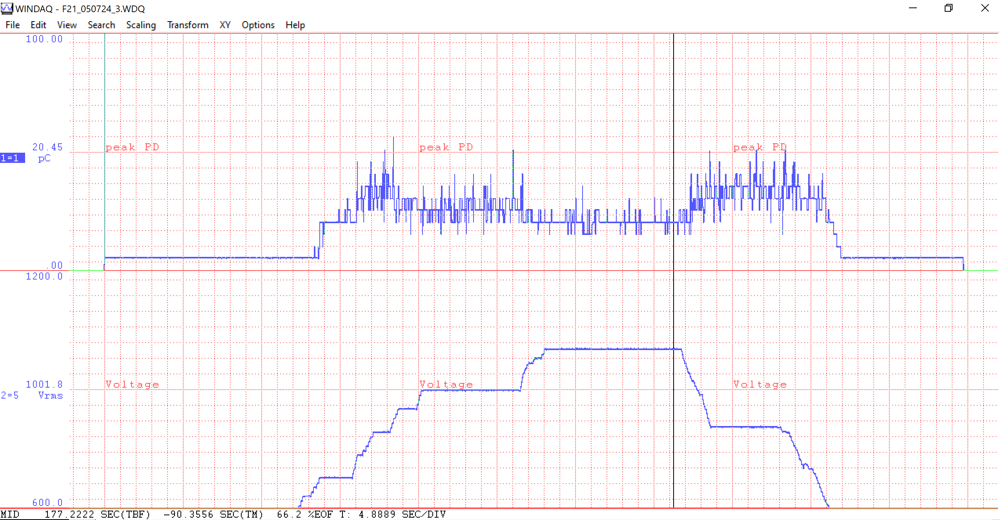 WINDAQ - F21_050724_3.WDQ
File Edit View Search Scaling Transform XY Options Help
100.00
20.45 peak PD peak PD peak PD
1=1 pC
.00
1200.0
1001.8 Voltage Voltage Voltage
2=5 Vrms
600.0
MID 177.2222 SEC(TBF) -90.3556 SEC(TM) 66.2 %EOF T: 4.8889 SEC/DIV